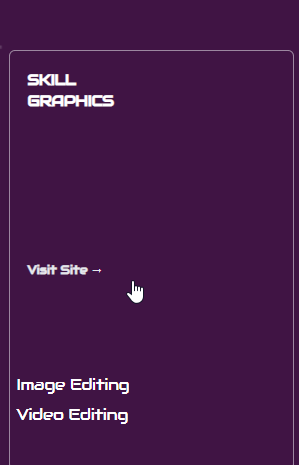 SKILL
GRAPHICS
Visit Site →
Image Editing
Video Editing